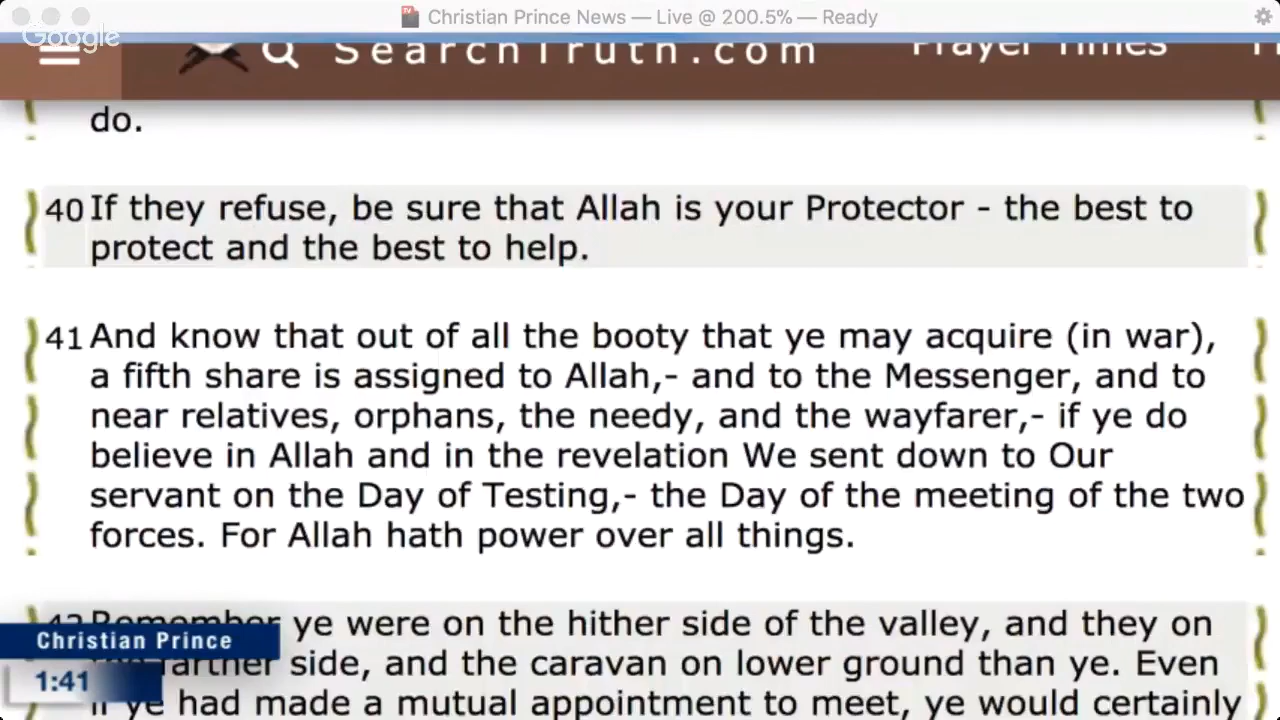 Christian Prince News — Live @ 200.5% — Ready
Google
SearchTruth.com Prayer Times
do.
40 If they refuse, be sure that Allah is your Protector - the best to
protect and the best to help.
41 And know that out of all the booty that ye may acquire (in war),
a fifth share is assigned to Allah,- and to the Messenger, and to
near relatives, orphans, the needy, and the wayfarer,- if ye do
believe in Allah and in the revelation We sent down to Our
servant on the Day of Testing,- the Day of the meeting of the two
forces. For Allah hath power over all things.
42 Remember ye were on the hither side of the valley, and they on
farther side, and the caravan on lower ground than ye. Even
if ye had made a mutual appointment to meet, ye would certainly
Christian Prince
1:41